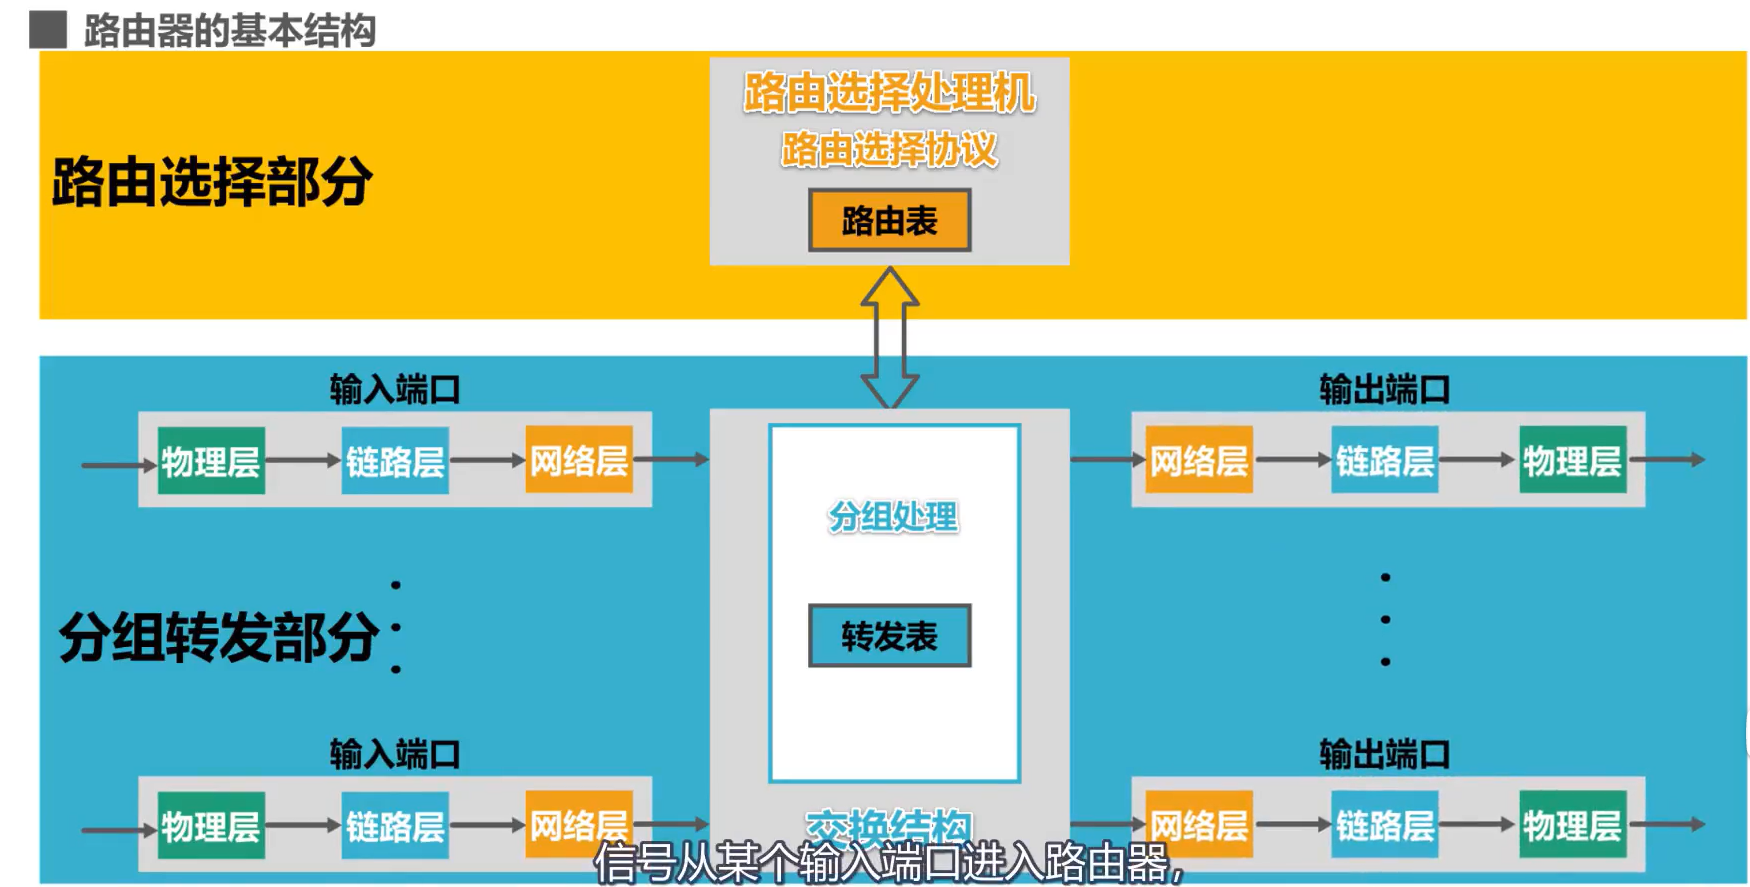 路由器的基本结构
路由选择处理机
路由选择协议
路由选择部分
路由表
输入端口
输出端口
物理层 链路层 网络层
网络层 链路层 物理层
分组处理
分组转发部分
转发表
输入端口
输出端口
物理层 链路层 网络层
交换结构
网络层 链路层 物理层
信号从某个输入端口进入路由器，